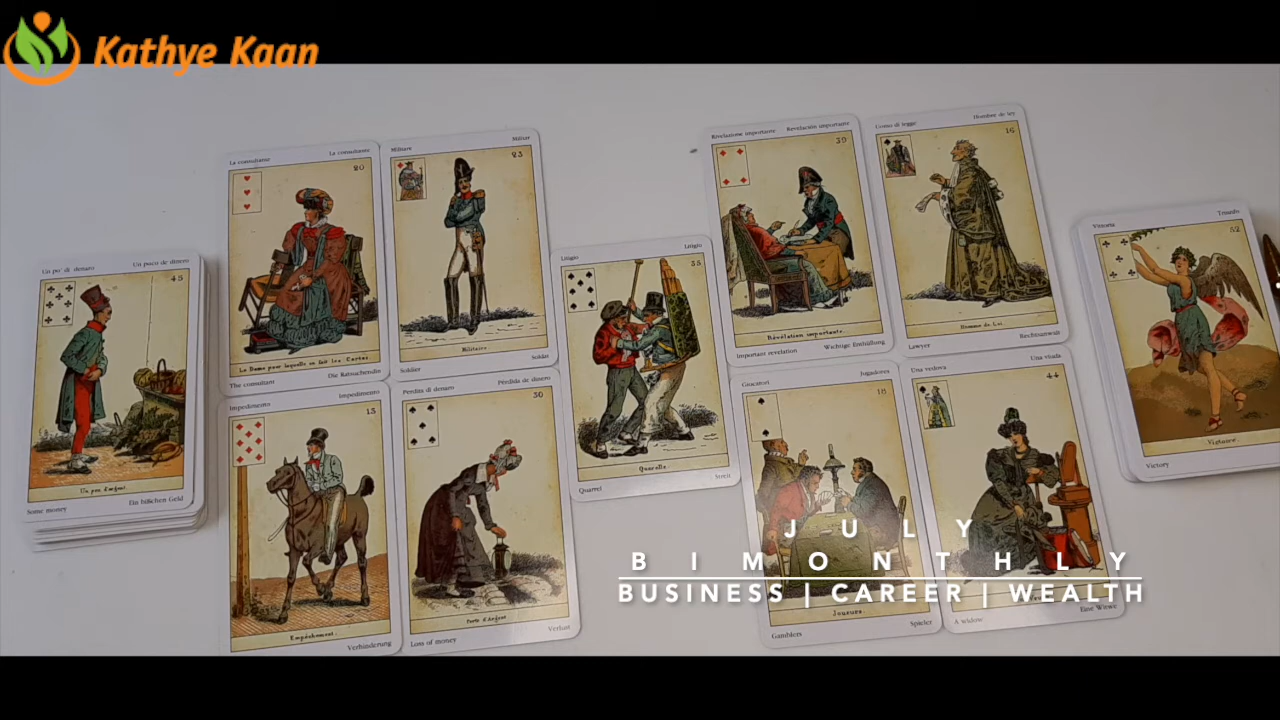 Kathye Kaan
La consultante La consultante
20
La Dame pour laquelle on fait les Cartes.
The consultant Die Ratsuchendin
Militare Militar
23
Militaire
Soldier Soldat
Rivelazione importante Revelación importante
39
Révélation importante.
Important revelation Wichtige Enthüllung
Uomo di legge Hombre de ley
16
Homme de Loi.
Lawyer Rechtsanwalt
Un po' di denaro Un poco de dinero
45
Un peu d'argent
Some money Ein bißchen Geld
Litigio Litigio
35
Querelle
Quarrel Streit
Vittoria Triunfo
52
Victoire
Victory
Impedimento Impedimento
13
Empêchement.
Verhinderung
Perdita di denaro Pérdida de dinero
30
Perte d'Argent
Loss of money Verlust
Giocatori Jugadores
18
Joueurs.
Gamblers Spieler
Una vedova Una viuda
44
A widow Eine Witwe
JULY
BIMONTHLY
BUSINESS | CAREER | WEALTH